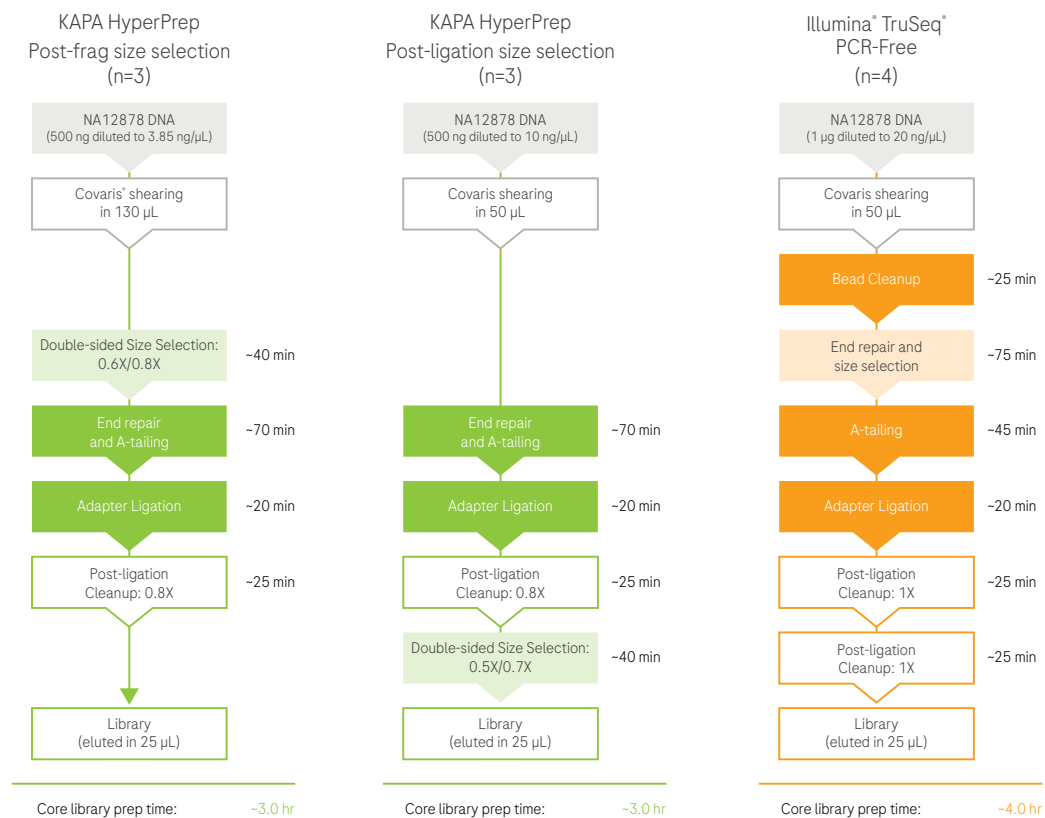 KAPA HyperPrep
Post-frag size selection
(n=3)
NA12878 DNA
(500 ng diluted to 3.85 ng/µL)
Covaris® shearing
in 130 µL
Double-sided Size Selection:
0.6X/0.8X
~40 min
End repair
and A-tailing
~70 min
Adapter Ligation
~20 min
Post-ligation
Cleanup: 0.8X
~25 min
Library
(eluted in 25 µL)
Core library prep time: ~3.0 hr
KAPA HyperPrep
Post-ligation size selection
(n=3)
NA12878 DNA
(500 ng diluted to 10 ng/µL)
Covaris shearing
in 50 µL
End repair
and A-tailing
~70 min
Adapter Ligation
~20 min
Post-ligation
Cleanup: 0.8X
~25 min
Double-sided Size Selection:
0.5X/0.7X
~40 min
Library
(eluted in 25 µL)
Core library prep time: ~3.0 hr
Illumina® TruSeq®
PCR-Free
(n=4)
NA12878 DNA
(1 µg diluted to 20 ng/µL)
Covaris shearing
in 50 µL
Bead Cleanup
~25 min
End repair and
size selection
~75 min
A-tailing
~45 min
Adapter Ligation
~20 min
Post-ligation
Cleanup: 1X
~25 min
Post-ligation
Cleanup: 1X
~25 min
Library
(eluted in 25 µL)
Core library prep time: ~4.0 hr